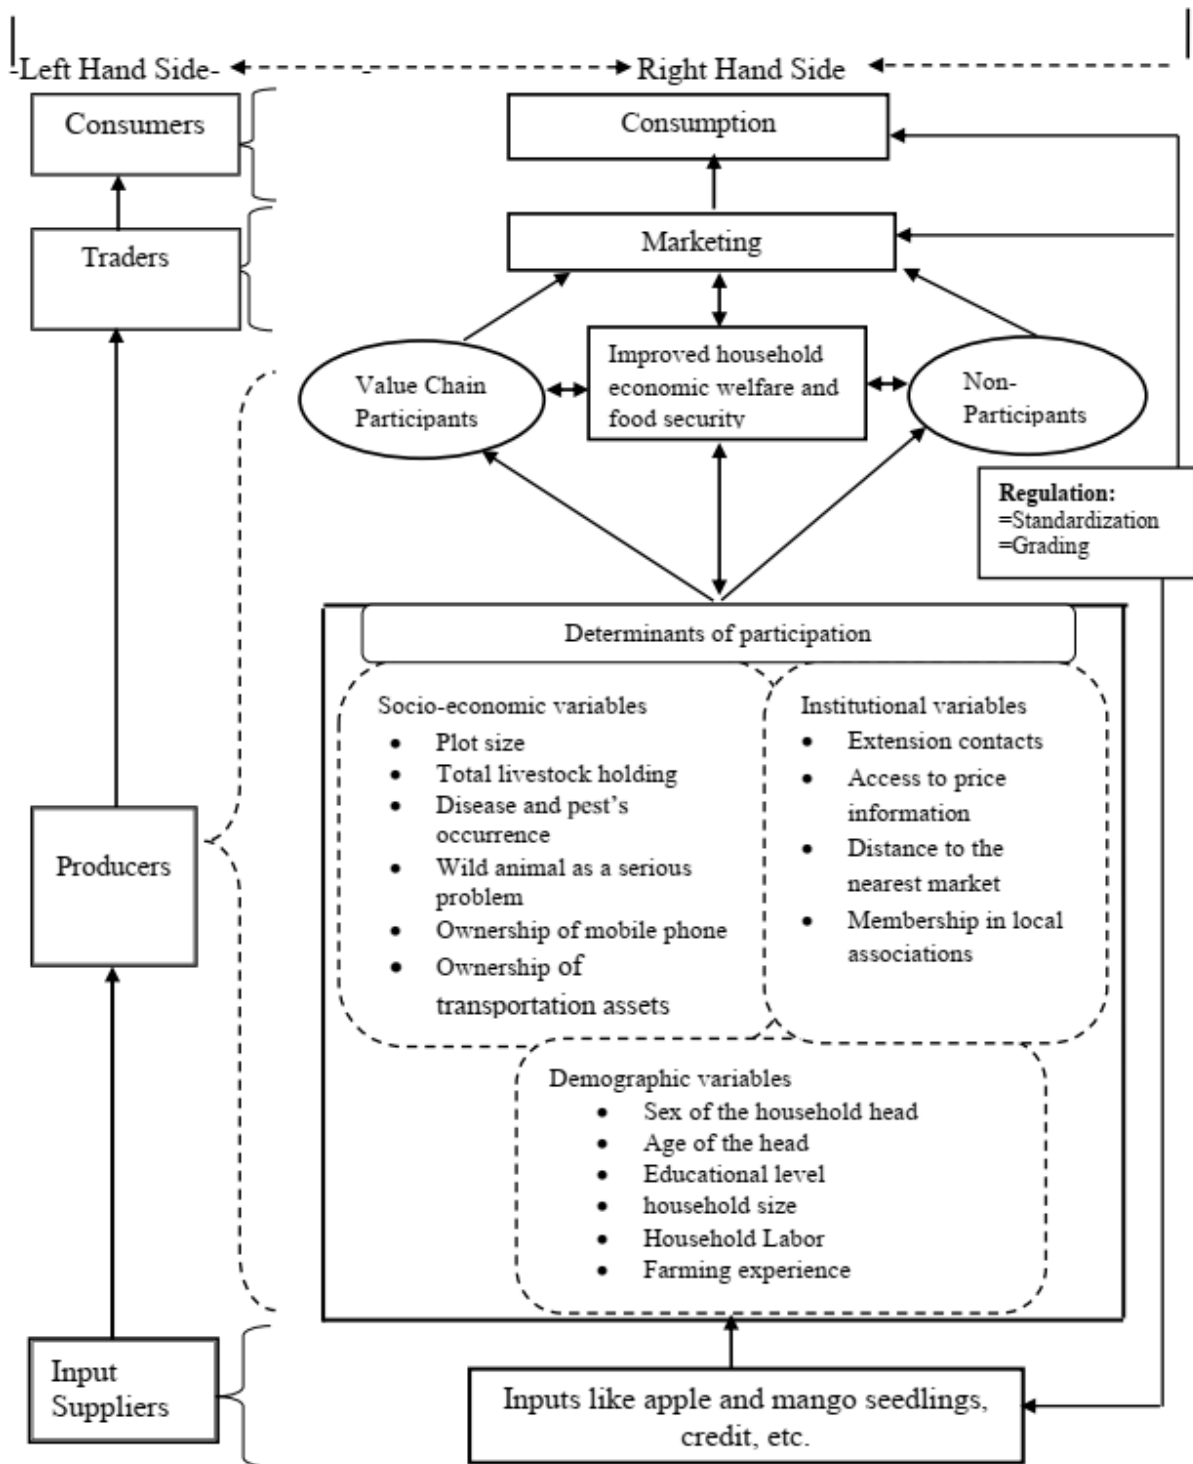 -Left Hand Side-
-
Right Hand Side
Consumers
Consumption
Traders
Marketing
Value Chain
Participants
Improved household
economic welfare and
food security
Non-
Participants
Regulation:
=Standardization
=Grading
Determinants of participation
Socio-economic variables
● Plot size
● Total livestock holding
● Disease and pest's
occurrence
● Wild animal as a serious
problem
● Ownership of mobile phone
● Ownership of
transportation assets
Institutional variables
● Extension contacts
● Access to price
information
● Distance to the
nearest market
● Membership in local
associations
Producers
Demographic variables
● Sex of the household head
● Age of the head
● Educational level
● household size
● Household Labor
● Farming experience
Input
Suppliers
Inputs like apple and mango seedlings,
credit, etc.